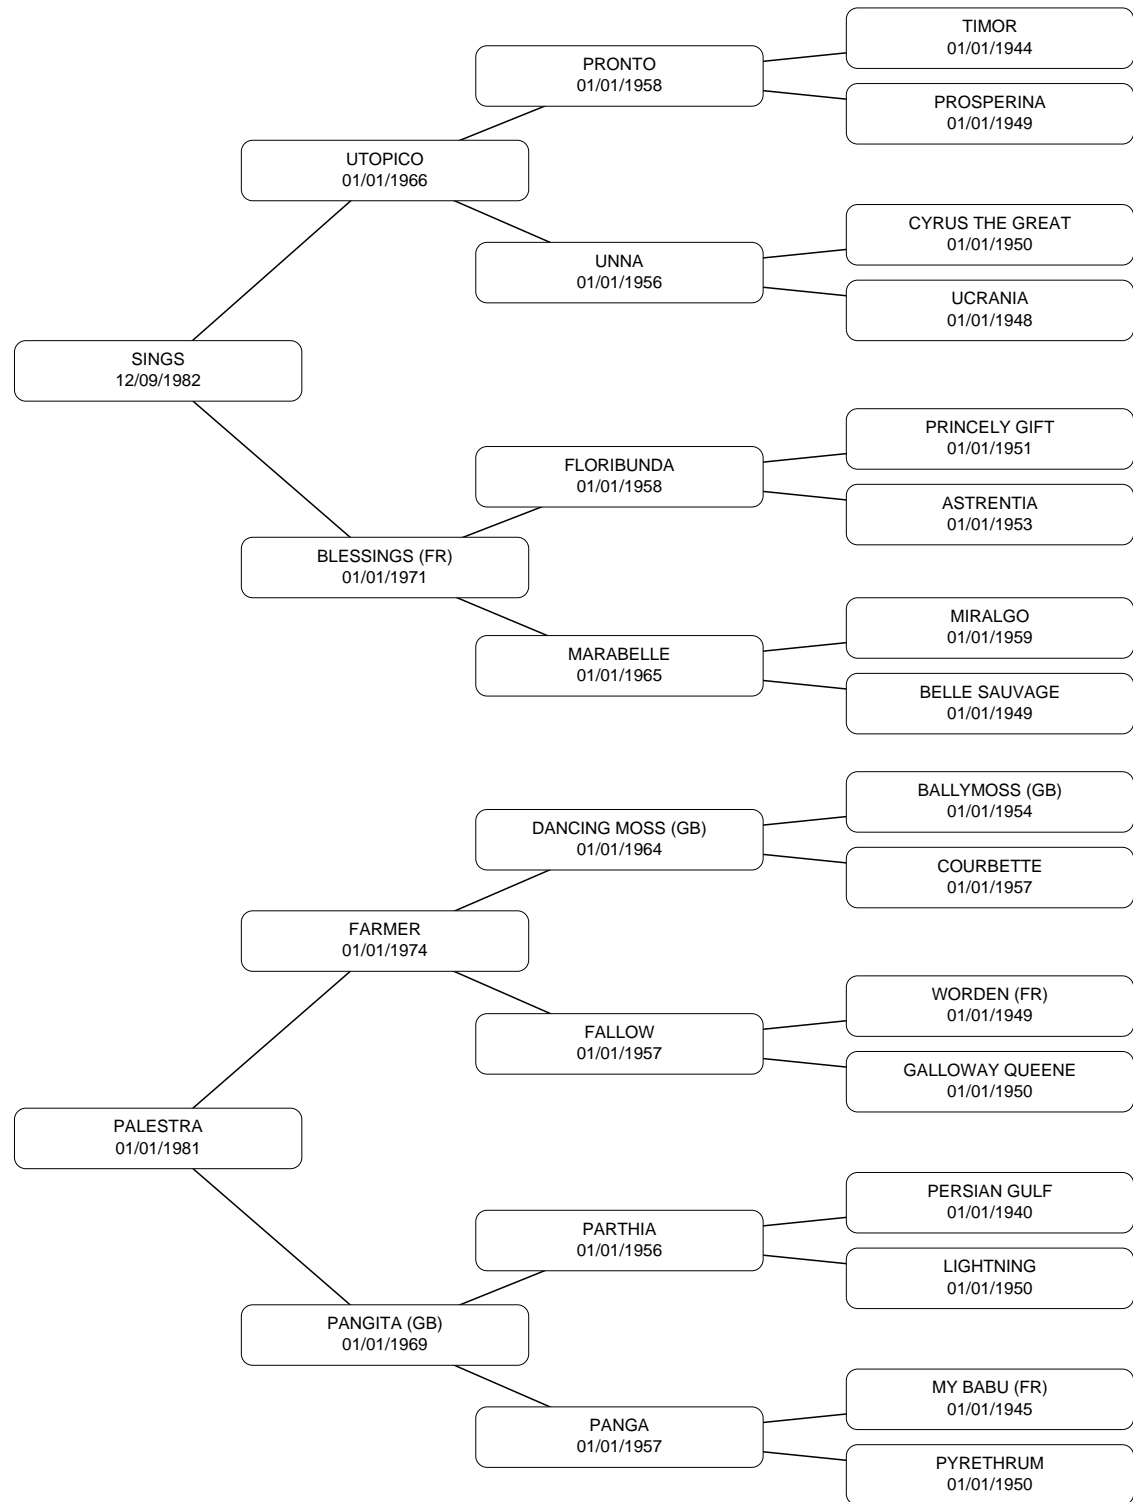 TIMOR
01/01/1944
PRONTO
01/01/1958
PROSPERINA
01/01/1949
UTOPICO
01/01/1966
CYRUS THE GREAT
01/01/1950
UNNA
01/01/1956
UCRANIA
01/01/1948
SINGS
12/09/1982
PRINCELY GIFT
01/01/1951
FLORIBUNDA
01/01/1958
ASTRENTIA
01/01/1953
BLESSINGS (FR)
01/01/1971
MIRALGO
01/01/1959
MARABELLE
01/01/1965
BELLE SAUVAGE
01/01/1949
BALLYMOSS (GB)
01/01/1954
DANCING MOSS (GB)
01/01/1964
COURBETTE
01/01/1957
FARMER
01/01/1974
WORDEN (FR)
01/01/1949
FALLOW
01/01/1957
GALLOWAY QUEENE
01/01/1950
PALESTRA
01/01/1981
PERSIAN GULF
01/01/1940
PARTHIA
01/01/1956
LIGHTNING
01/01/1950
PANGITA (GB)
01/01/1969
MY BABU (FR)
01/01/1945
PANGA
01/01/1957
PYRETHRUM
01/01/1950